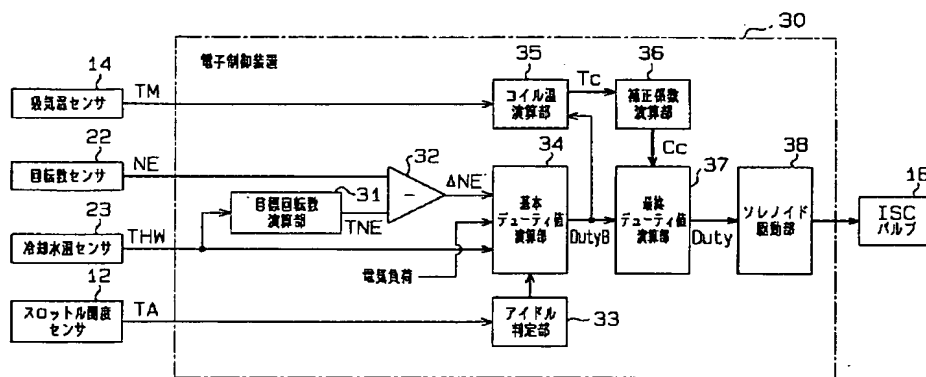 30
電子制御装置
14
吸気温センサ
TM
35
コイル温
演算部
Tc
36
補正係数
演算部
Cc
22
回転数センサ
NE
32
−
ΔNE
31
目標回転数
演算部
TNE
34
基本
デューティ値
演算部
DutyB
37
最終
デューティ値
演算部
Duty
38
ソレノイド
駆動部
16
ISC
バルブ
23
冷却水温センサ
THW
電気負荷
12
スロットル開度
センサ
TA
アイドル
判定部
33